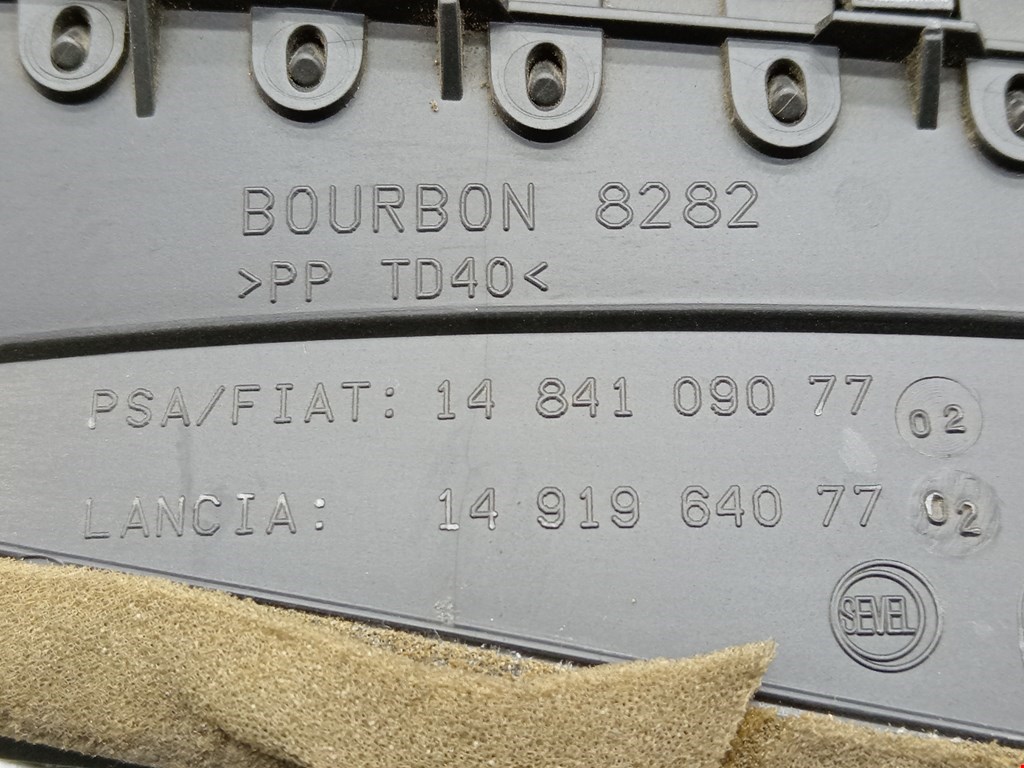 BOURBON 8282
>PP TD40<
PSA/FIAT: 14 841 090 77 02
LANCIA: 14 919 640 77 02
SEVEL